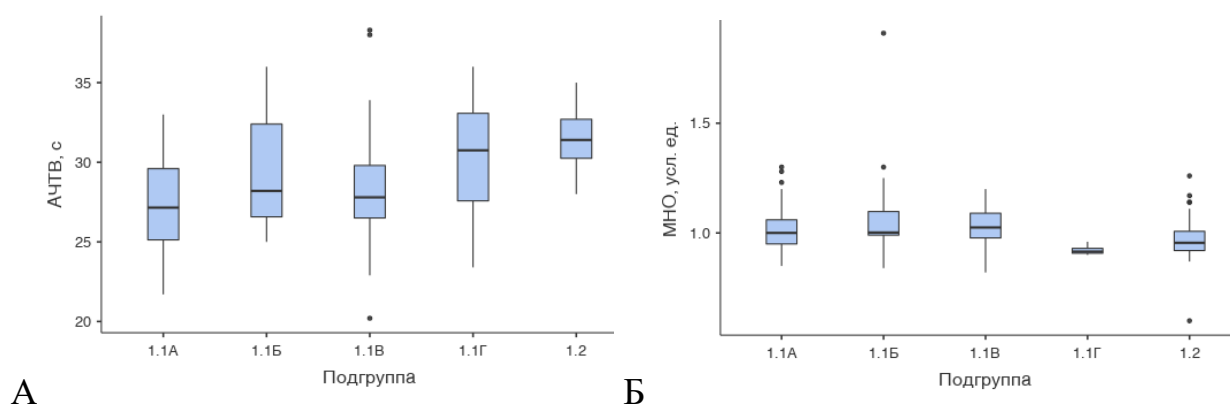 АЧТВ, с
35
30
25
20
1.1А
1.1Б
1.1В
1.1Г
1.2
Подгруппа
А
МНО, усл. ед.
1.5
1.0
1.1А
1.1Б
1.1В
1.1Г
1.2
Подгруппа
Б